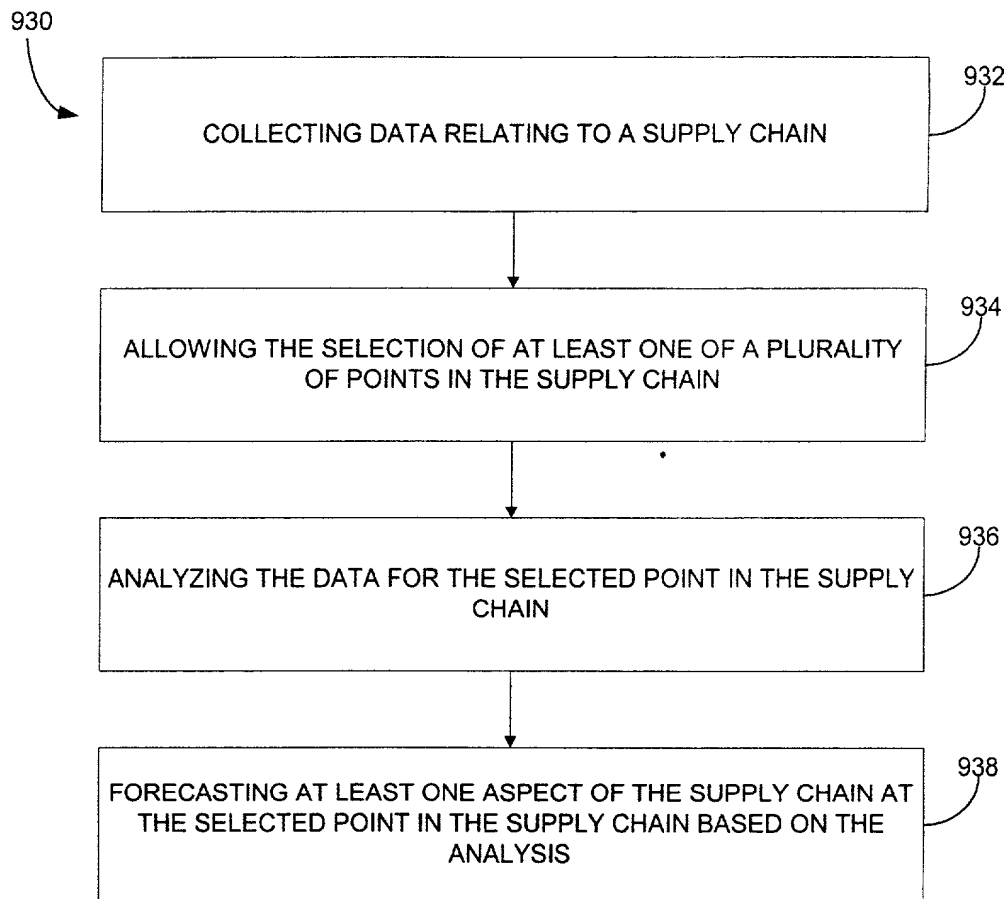 930
932
COLLECTING DATA RELATING TO A SUPPLY CHAIN
934
ALLOWING THE SELECTION OF AT LEAST ONE OF A PLURALITY
OF POINTS IN THE SUPPLY CHAIN
936
ANALYZING THE DATA FOR THE SELECTED POINT IN THE SUPPLY
CHAIN
938
FORECASTING AT LEAST ONE ASPECT OF THE SUPPLY CHAIN AT
THE SELECTED POINT IN THE SUPPLY CHAIN BASED ON THE
ANALYSIS